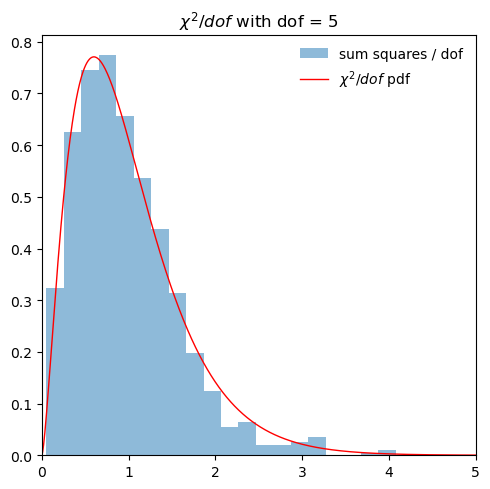 χ²/dof with dof = 5
sum squares / dof
χ²/dof pdf
0.8
0.7
0.6
0.5
0.4
0.3
0.2
0.1
0.0
0 1 2 3 4 5